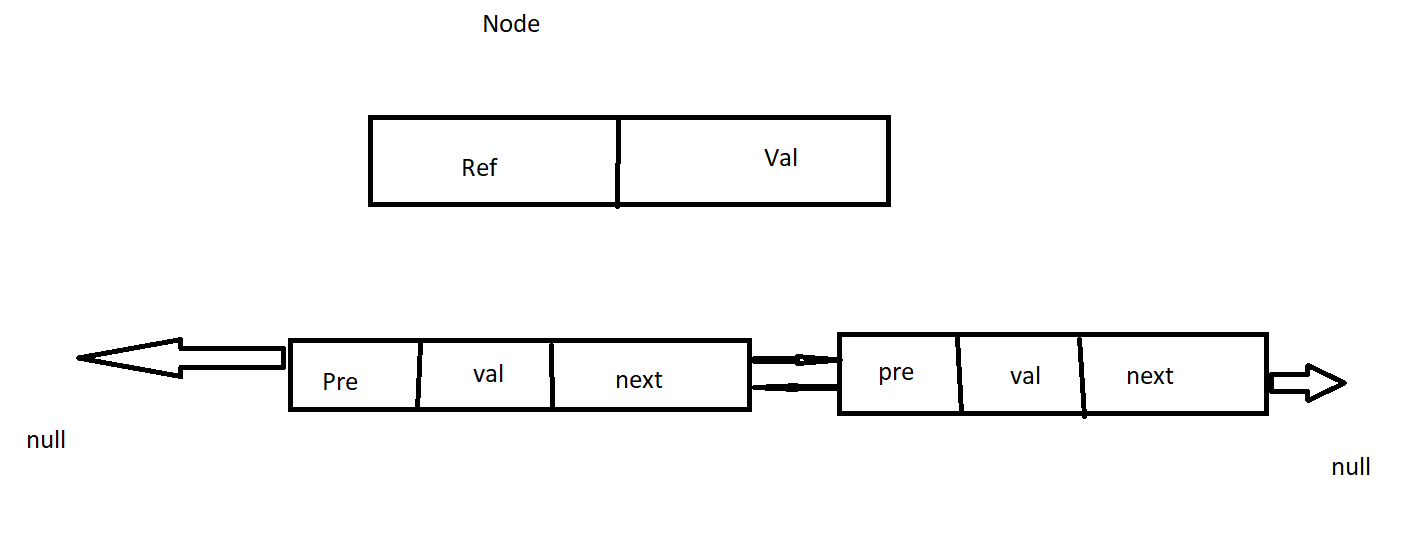 Node
Ref
Val
Pre
val
next
pre
val
next
null
null